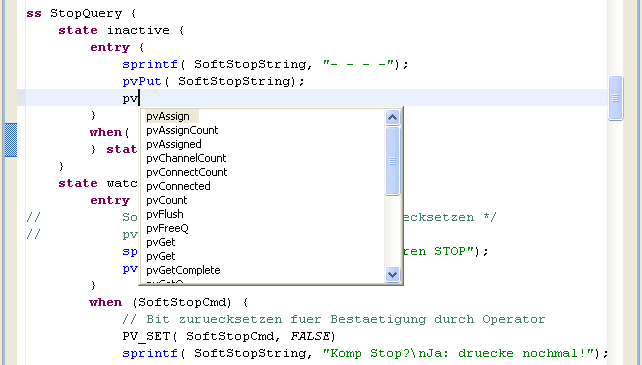 ss StopQuery {
state inactive {
entry {
sprintf( SoftStopString, "- - - -");
pvPut( SoftStopString);
pv
}
when(
} stat
}
state watc
entry
// So ecksetzen */
// pv
sp ren STOP");
pv
}
when (SoftStopCmd) {
// Bit zuruecksetzen fuer Bestaetigung durch Operator
PV_SET( SoftStopCmd, FALSE)
sprintf( SoftStopString, "Komp Stop?\nJa: druecke nochmal!");
pvAssign
pvAssignCount
pvAssigned
pvChannelCount
pvConnectCount
pvConnected
pvCount
pvFlush
pvFreeQ
pvGet
pvGet
pvGetComplete
pvGetQ